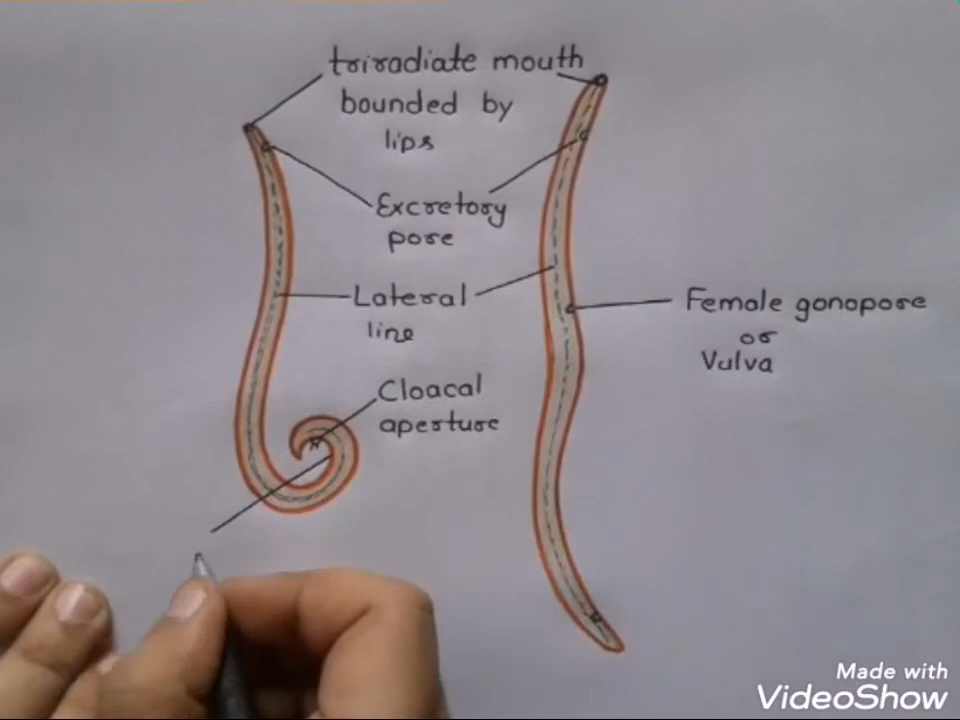 triradiate mouth
bounded by
lips
Excretory
pore
Lateral
line
Female gonopore
or
Vulva
Cloacal
aperture
Made with
VideoShow